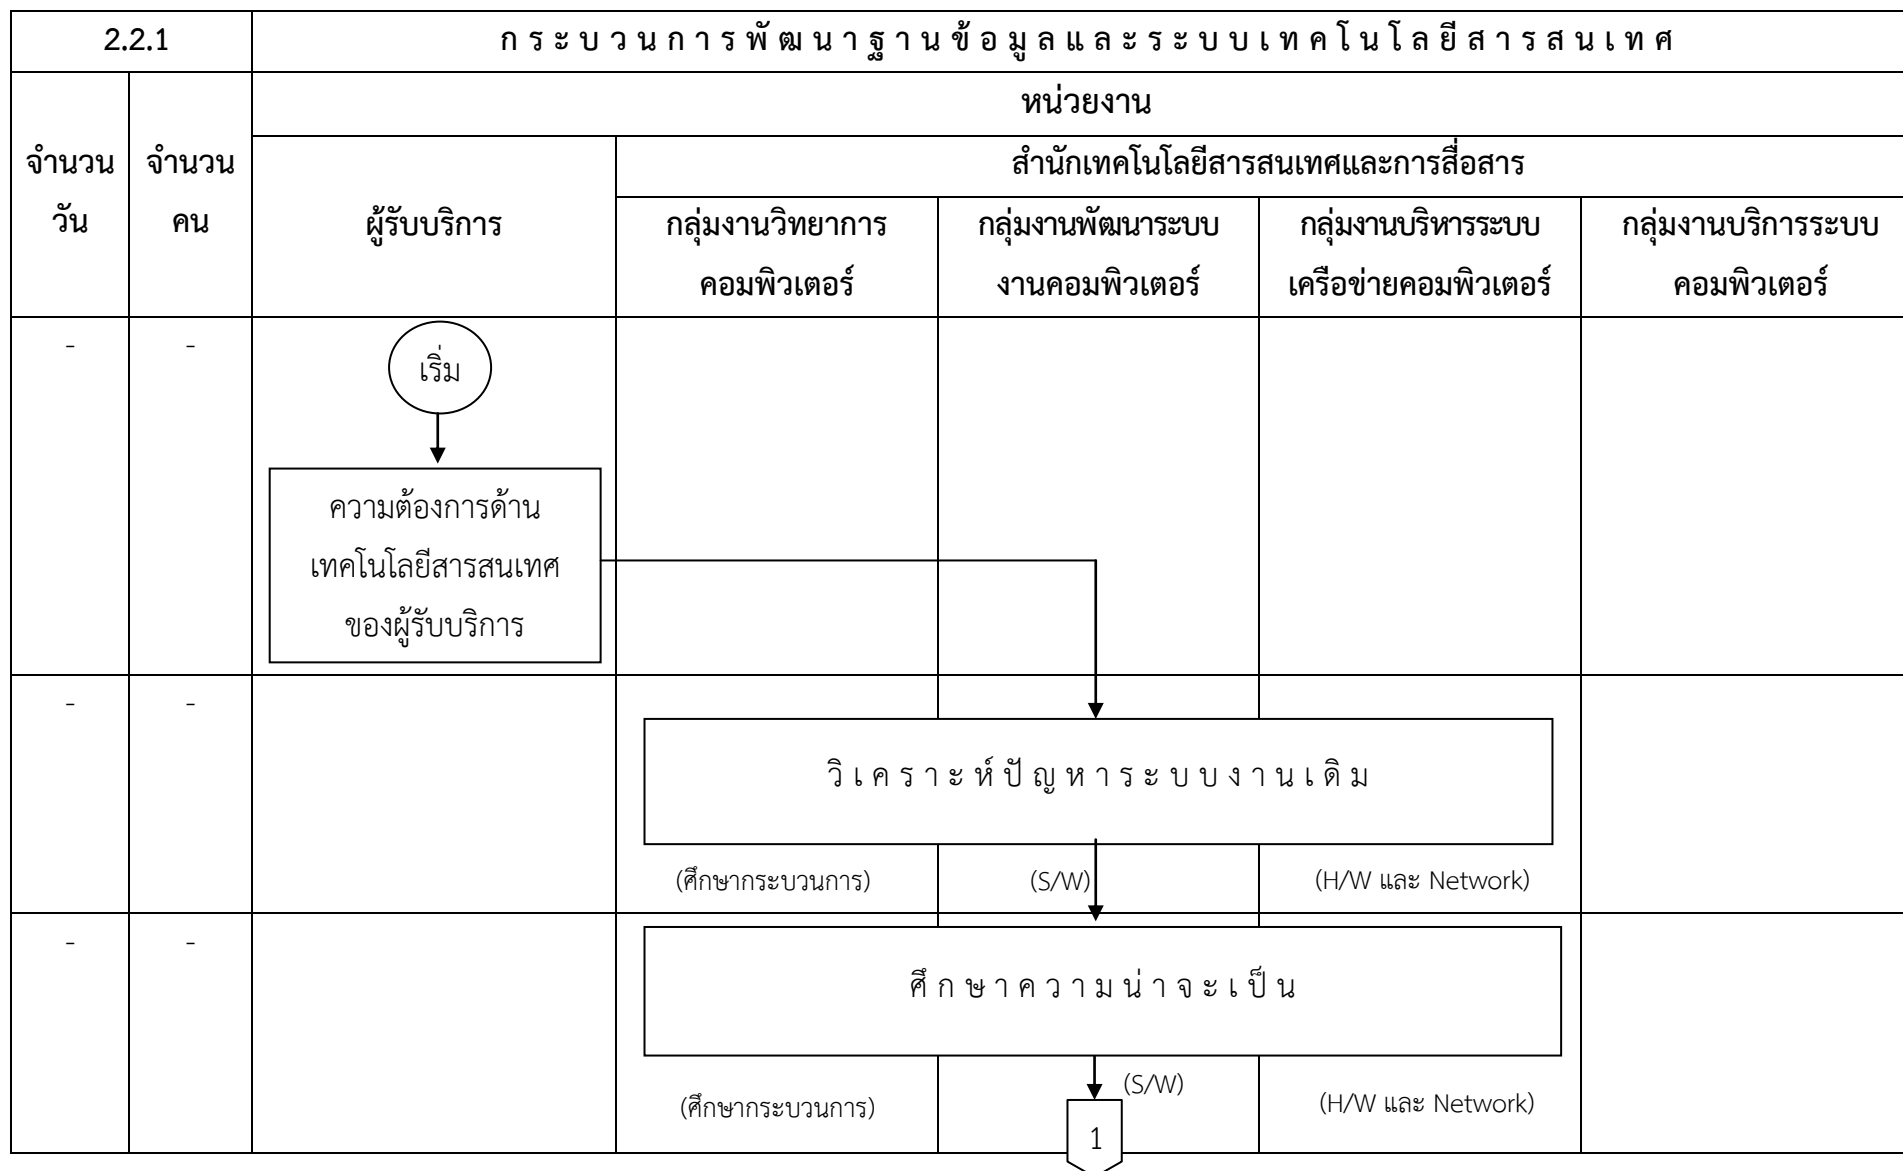 2.2.1 กระบวนการพัฒนาฐานข้อมูลและระบบเทคโนโลยีสารสนเทศ
หน่วยงาน
สำนักเทคโนโลยีสารสนเทศและการสื่อสาร
จำนวน จำนวน
วัน คน ผู้รับบริการ กลุ่มงานวิทยาการ กลุ่มงานพัฒนาระบบ กลุ่มงานบริหารระบบ กลุ่มงานบริการระบบ
คอมพิวเตอร์ งานคอมพิวเตอร์ เครือข่ายคอมพิวเตอร์ คอมพิวเตอร์
- -
เริ่ม
ความต้องการด้าน
เทคโนโลยีสารสนเทศ
ของผู้รับบริการ
- -
วิเคราะห์ปัญหาระบบงานเดิม
(ศึกษากระบวนการ) (S/W) (H/W และ Network)
- -
ศึกษาความน่าจะเป็น
(S/W)
(ศึกษากระบวนการ) (H/W และ Network)
1